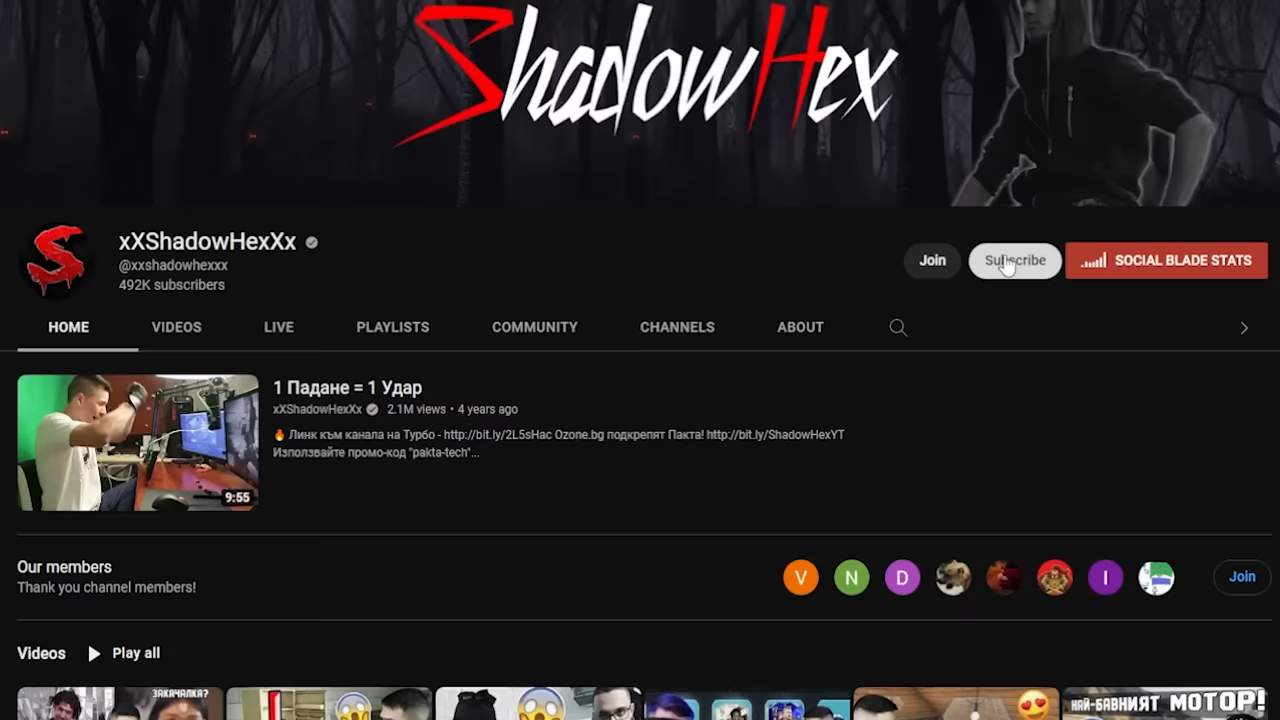 ShadowHex
xXShadowHexXx
@xxshadowhexxx
492K subscribers
Join
Subscribe
SOCIAL BLADE STATS
HOME
VIDEOS
LIVE
PLAYLISTS
COMMUNITY
CHANNELS
ABOUT
1 Падане = 1 Удар
xXShadowHexXx 2.1M views • 4 years ago
🔥 Линк към канала на Турбо - http://bit.ly/2L5sHac Ozone.bg подкрепят Пакта! http://bit.ly/ShadowHexYT
Използвайте промо-код "pakta-tech"...
9:55
Our members
Thank you channel members!
V
N
D
I
Join
Videos
Play all
ЗАКАЧАЛКА?
НАЙ-БАВНИЯТ МОТОР!